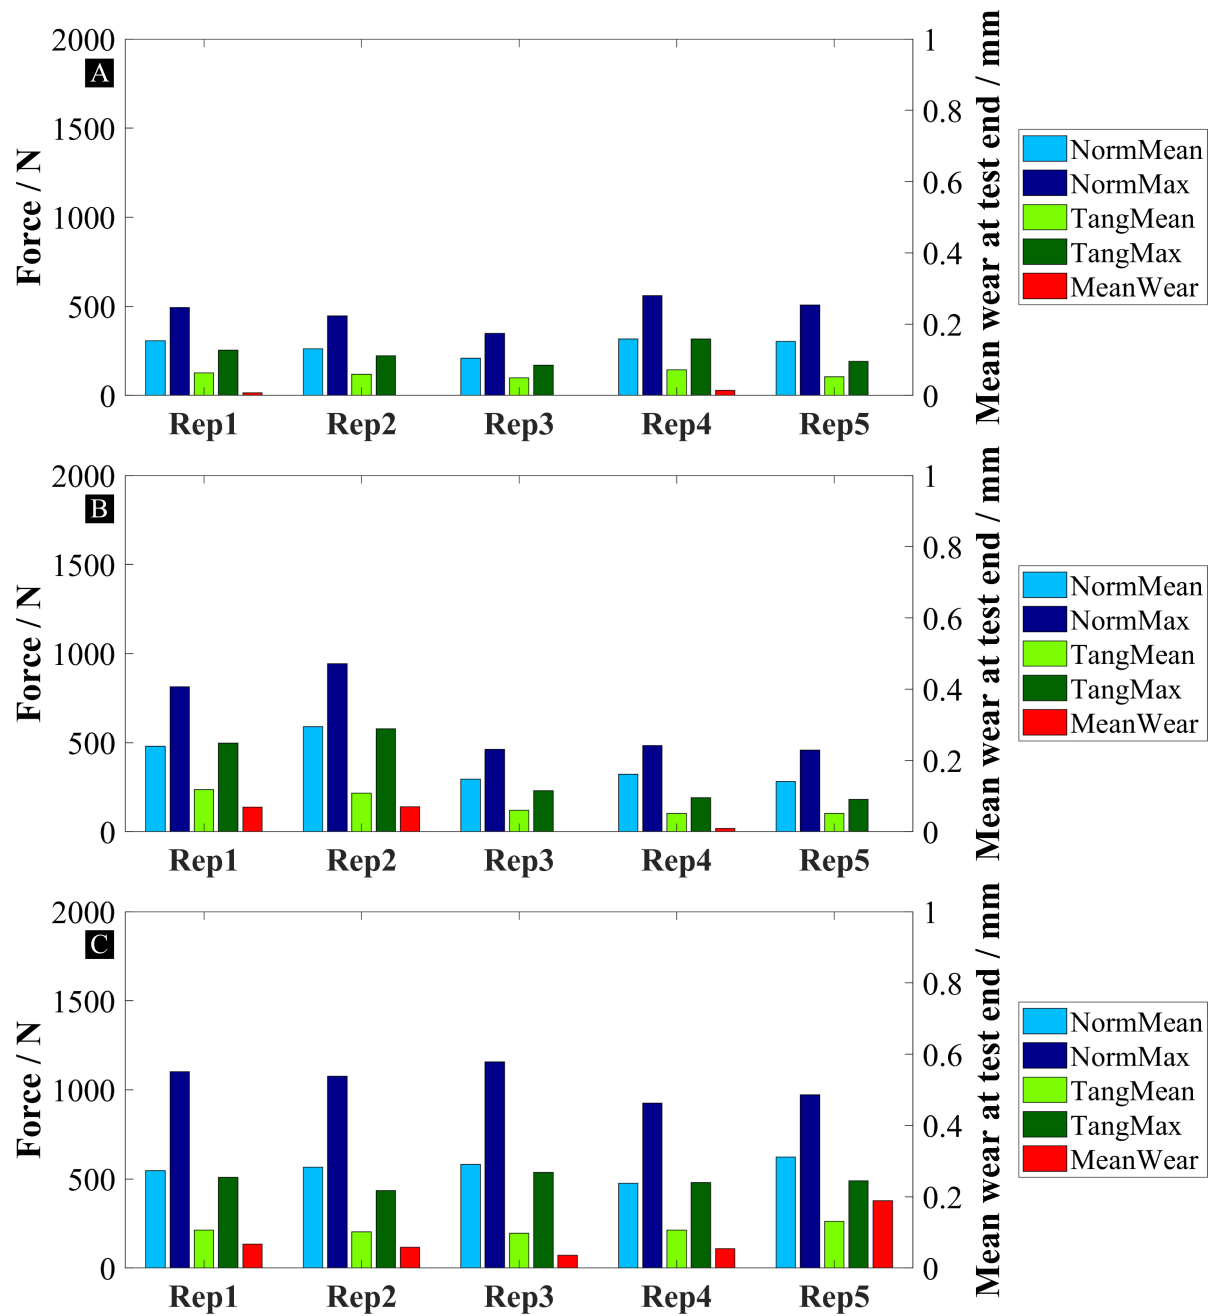 A
2000
1500
1000
500
0
Force / N
Rep1 Rep2 Rep3 Rep4 Rep5
1
0.8
0.6
0.4
0.2
0
Mean wear at test end / mm
NormMean
NormMax
TangMean
TangMax
MeanWear
B
2000
1500
1000
500
0
Force / N
Rep1 Rep2 Rep3 Rep4 Rep5
1
0.8
0.6
0.4
0.2
0
Mean wear at test end / mm
NormMean
NormMax
TangMean
TangMax
MeanWear
C
2000
1500
1000
500
0
Force / N
Rep1 Rep2 Rep3 Rep4 Rep5
1
0.8
0.6
0.4
0.2
0
Mean wear at test end / mm
NormMean
NormMax
TangMean
TangMax
MeanWear